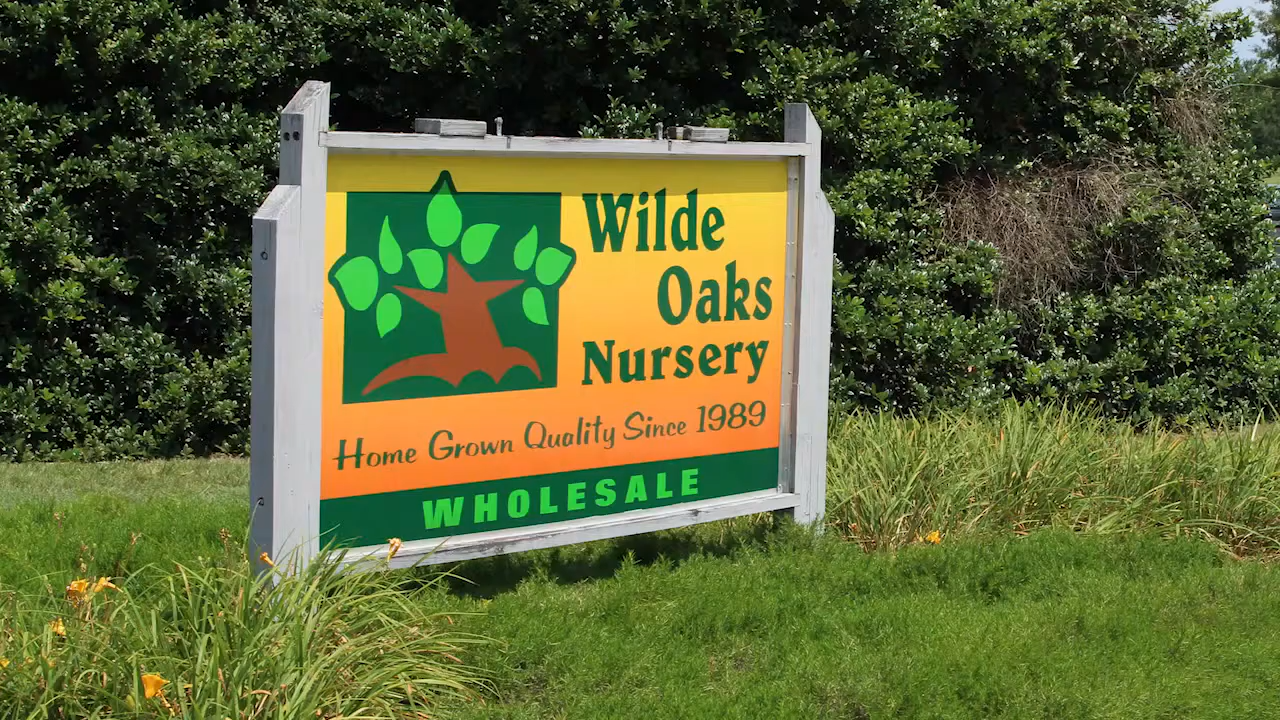 Wilde
Oaks
Nursery
Home Grown Quality Since 1989
WHOLESALE